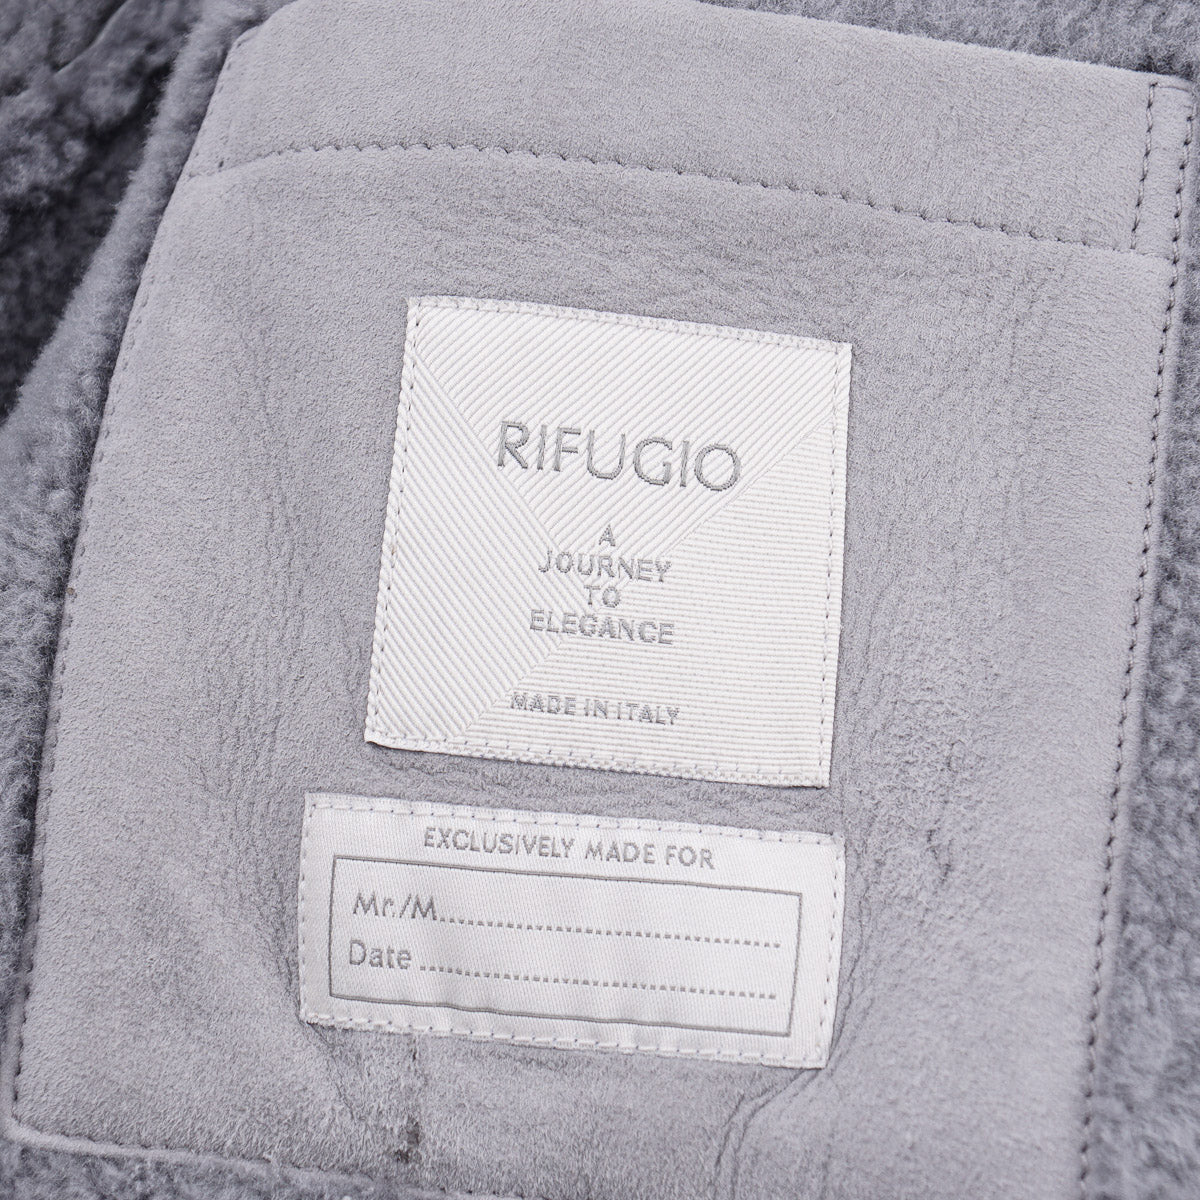 RIFUGIO
A
JOURNEY
TO
ELEGANCE
MADE IN ITALY
EXCLUSIVELY MADE FOR
Mr./M................................................
Date ................................................